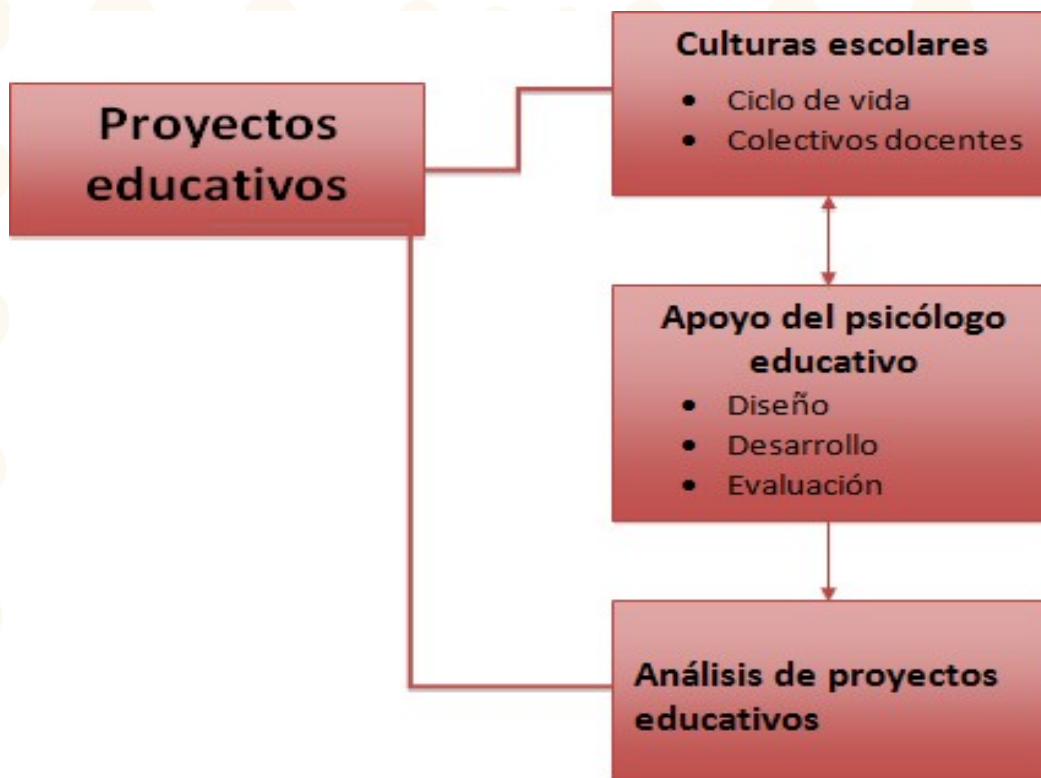 Proyectos
educativos
Culturas escolares
• Ciclo de vida
• Colectivos docentes
Apoyo del psicólogo
educativo
• Diseño
• Desarrollo
• Evaluación
Análisis de proyectos
educativos